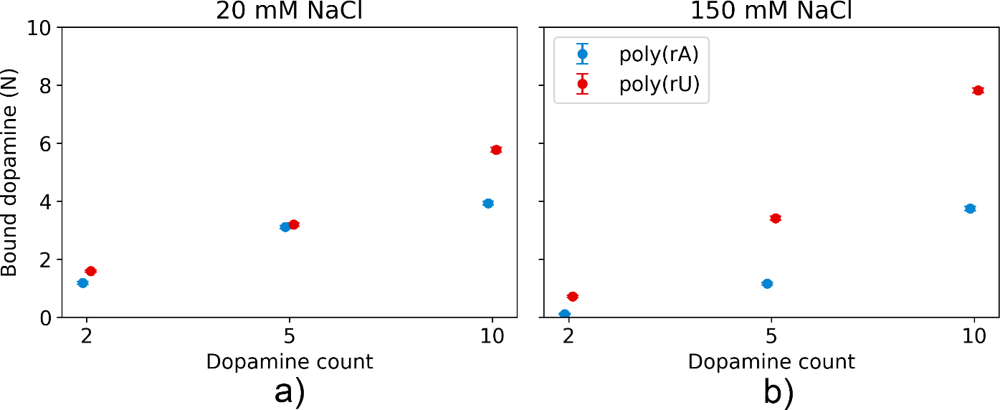 20 mM NaCl
150 mM NaCl
Bound dopamine (N)
10
8
6
4
2
0
poly(rA)
poly(rU)
2 5 10
2 5 10
Dopamine count
Dopamine count
a)
b)